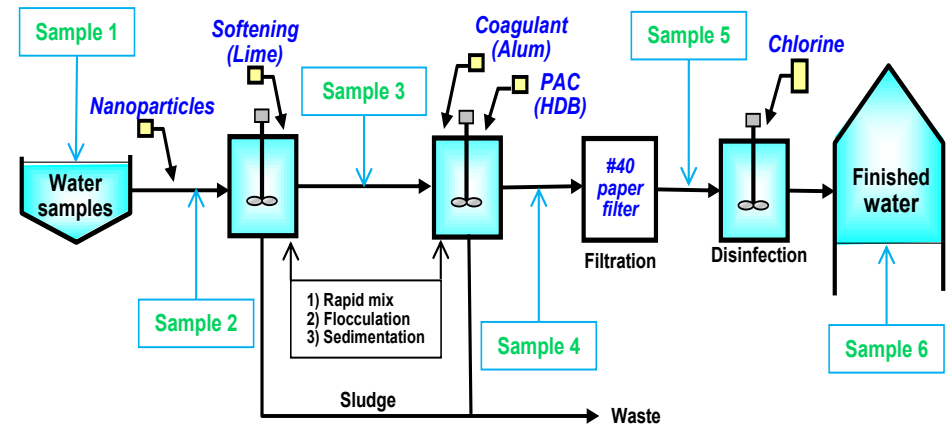 Sample 1
Softening
(Lime)
Nanoparticles
Sample 3
Coagulant
(Alum)
PAC
(HDB)
Sample 5
Chlorine
Water
samples
#40
paper
filter
Finished
water
Filtration
Disinfection
1) Rapid mix
2) Flocculation
3) Sedimentation
Sample 2
Sample 4
Sample 6
Sludge
Waste